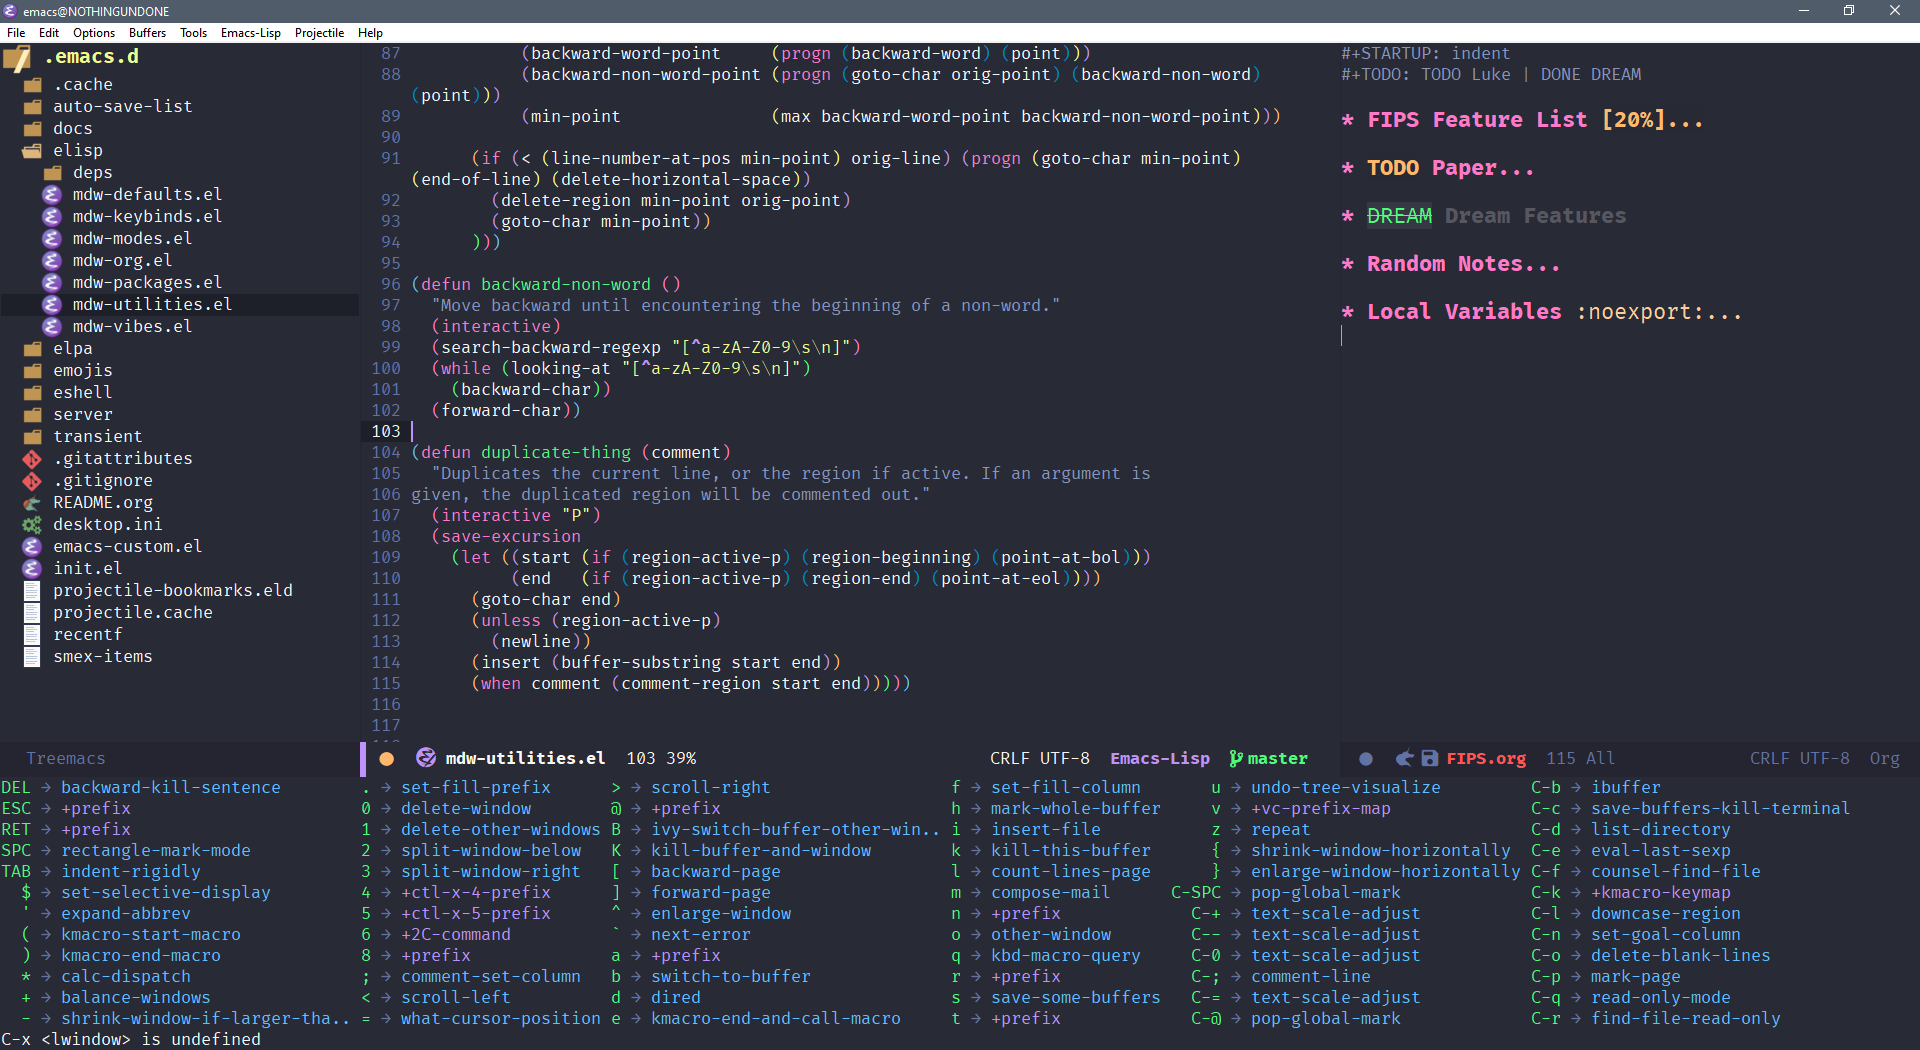 emacs@NOTHINGUNDONE
File Edit Options Buffers Tools Emacs-Lisp Projectile Help
.emacs.d
.cache
auto-save-list
docs
elisp
deps
mdw-defaults.el
mdw-keybinds.el
mdw-modes.el
mdw-org.el
mdw-packages.el
mdw-utilities.el
mdw-vibes.el
elpa
emojis
eshell
server
transient
.gitattributes
.gitignore
README.org
desktop.ini
emacs-custom.el
init.el
projectile-bookmarks.eld
projectile.cache
recentf
smex-items
Treemacs
87 (backward-word-point (progn (backward-word) (point)))
88 (backward-non-word-point (progn (goto-char orig-point) (backward-non-word)
(point)))
89 (min-point (max backward-word-point backward-non-word-point)))
90
91 (if (< (line-number-at-pos min-point) orig-line) (progn (goto-char min-point)
(end-of-line) (delete-horizontal-space))
92 (delete-region min-point orig-point)
93 (goto-char min-point))
94 )))
95
96 (defun backward-non-word ()
97 "Move backward until encountering the beginning of a non-word."
98 (interactive)
99 (search-backward-regexp "[^a-zA-Z0-9\s\n]")
100 (while (looking-at "[^a-zA-Z0-9\s\n]")
101 (backward-char))
102 (forward-char))
103
104 (defun duplicate-thing (comment)
105 "Duplicates the current line, or the region if active. If an argument is
106 given, the duplicated region will be commented out."
107 (interactive "P")
108 (save-excursion
109 (let ((start (if (region-active-p) (region-beginning) (point-at-bol)))
110 (end (if (region-active-p) (region-end) (point-at-eol))))
111 (goto-char end)
112 (unless (region-active-p)
113 (newline))
114 (insert (buffer-substring start end))
115 (when comment (comment-region start end)))))
116
117
mdw-utilities.el 103 39% CRLF UTF-8 Emacs-Lisp master
#+STARTUP: indent
#+TODO: TODO Luke | DONE DREAM
* FIPS Feature List [20%]...
* TODO Paper...
* DREAM Dream Features
* Random Notes...
* Local Variables :noexport:...
FIPS.org 115 All CRLF UTF-8 Org
DEL → backward-kill-sentence . → set-fill-prefix > → scroll-right f → set-fill-column u → undo-tree-visualize C-b → ibuffer
ESC → +prefix 0 → delete-window @ → +prefix h → mark-whole-buffer v → +vc-prefix-map C-c → save-buffers-kill-terminal
RET → +prefix 1 → delete-other-windows B → ivy-switch-buffer-other-win.. i → insert-file z → repeat C-d → list-directory
SPC → rectangle-mark-mode 2 → split-window-below K → kill-buffer-and-window k → kill-this-buffer { → shrink-window-horizontally C-e → eval-last-sexp
TAB → indent-rigidly 3 → split-window-right [ → backward-page l → count-lines-page } → enlarge-window-horizontally C-f → counsel-find-file
$ → set-selective-display 4 → +ctl-x-4-prefix ] → forward-page m → compose-mail C-SPC → pop-global-mark C-k → +kmacro-keymap
' → expand-abbrev 5 → +ctl-x-5-prefix ^ → enlarge-window n → +prefix C-+ → text-scale-adjust C-l → downcase-region
( → kmacro-start-macro 6 → +2C-command ` → next-error o → other-window C-- → text-scale-adjust C-n → set-goal-column
) → kmacro-end-macro 8 → +prefix a → +prefix q → kbd-macro-query C-0 → text-scale-adjust C-o → delete-blank-lines
* → calc-dispatch ; → comment-set-column b → switch-to-buffer r → +prefix C-; → comment-line C-p → mark-page
+ → balance-windows < → scroll-left d → dired s → save-some-buffers C-= → text-scale-adjust C-q → read-only-mode
- → shrink-window-if-larger-tha.. = → what-cursor-position e → kmacro-end-and-call-macro t → +prefix C-@ → pop-global-mark C-r → find-file-read-only
C-x <lwindow> is undefined